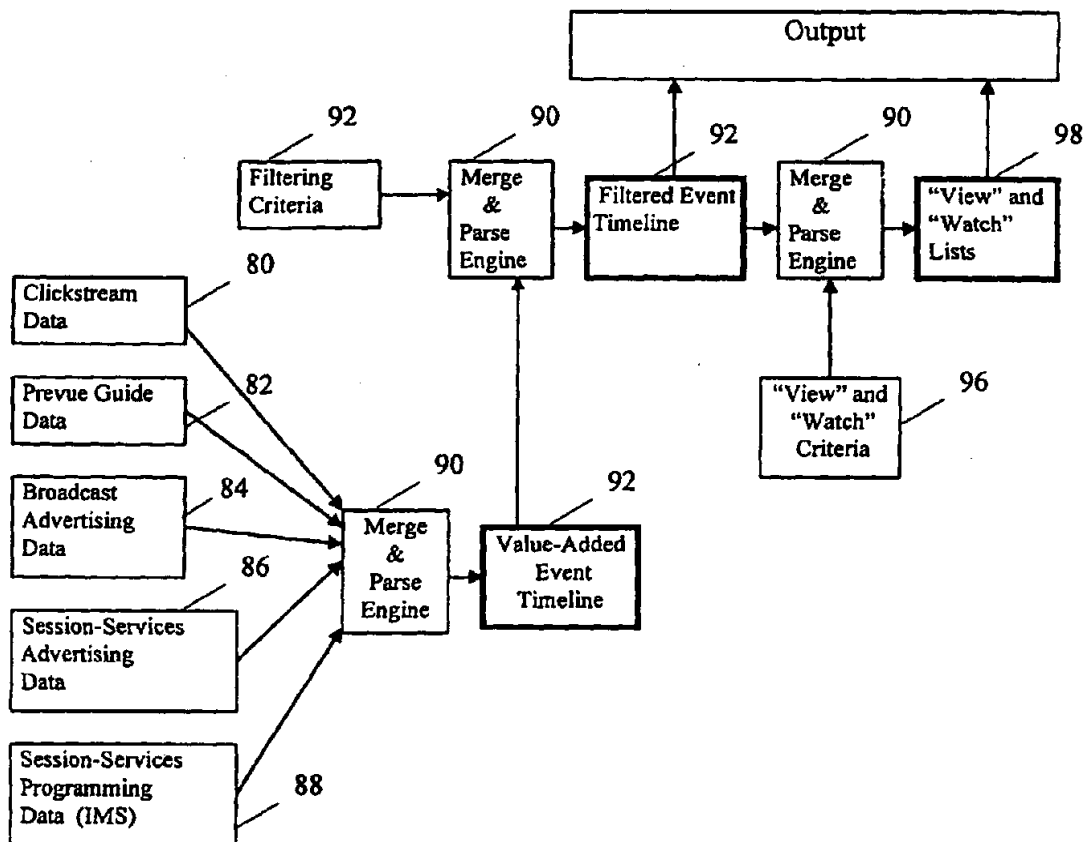 Output
92
90
92
90
98
Filtering
Criteria
Merge
&
Parse
Engine
Filtered Event
Timeline
Merge
&
Parse
Engine
“View” and
“Watch”
Lists
80
Clickstream
Data
82
Prevue Guide
Data
“View” and
“Watch”
Criteria
96
84
Broadcast
Advertising
Data
90
Merge
&
Parse
Engine
92
Value-Added
Event
Timeline
86
Session-Services
Advertising
Data
Session-Services
Programming
Data (IMS)
88